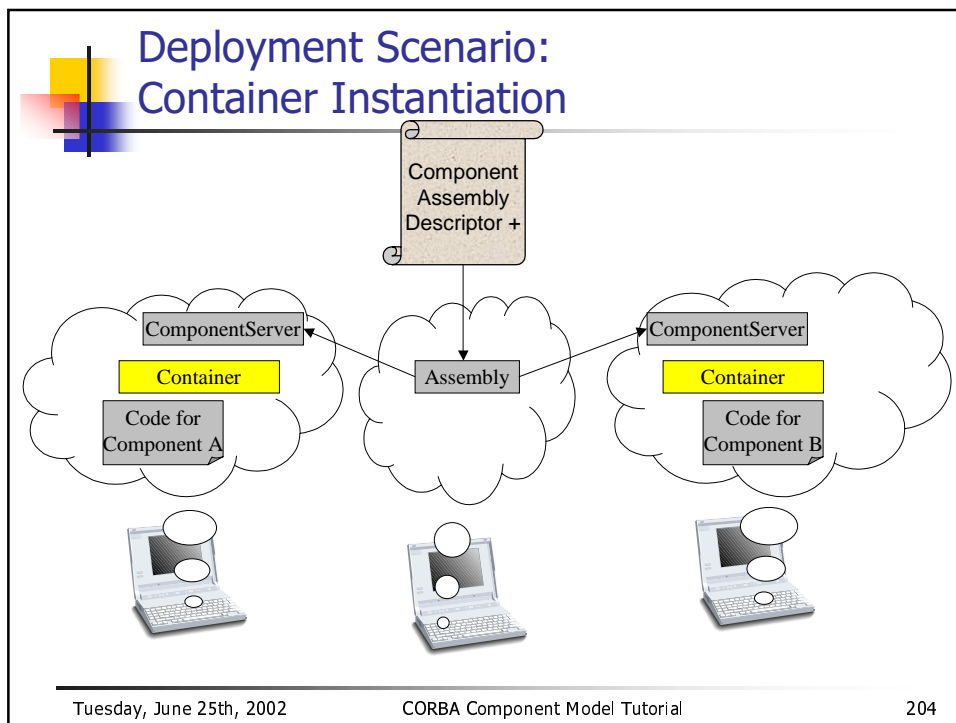 Deployment Scenario:
Container Instantiation
Component
Assembly
Descriptor +
ComponentServer
Container
Code for
Component A
Assembly
ComponentServer
Container
Code for
Component B
Tuesday, June 25th, 2002
CORBA Component Model Tutorial
204